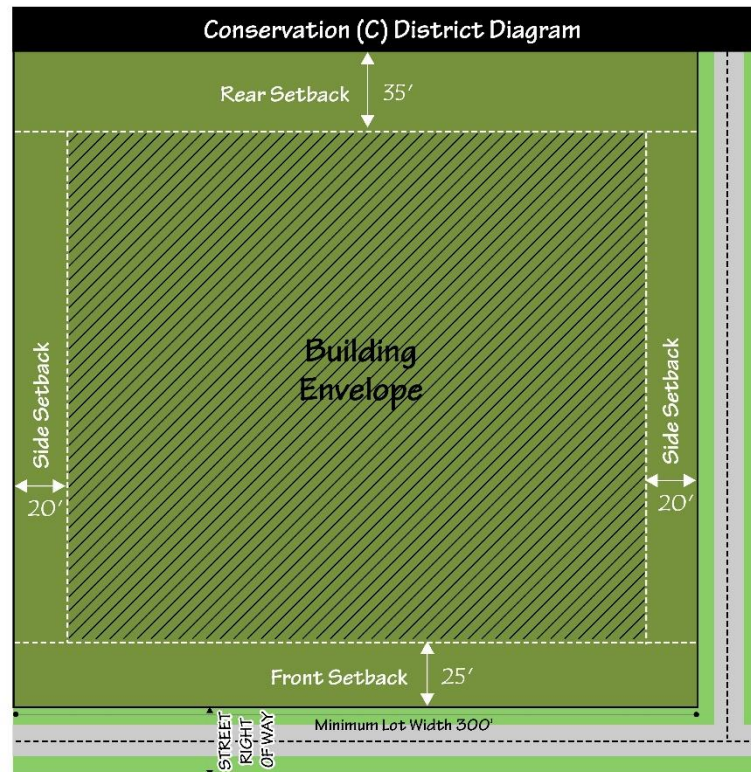 Conservation (C) District Diagram
Rear Setback 35'
Building
Envelope
Side Setback
20'
Side Setback
20'
Front Setback 25'
Minimum Lot Width 300'
STREET
RIGHT
OF WAY